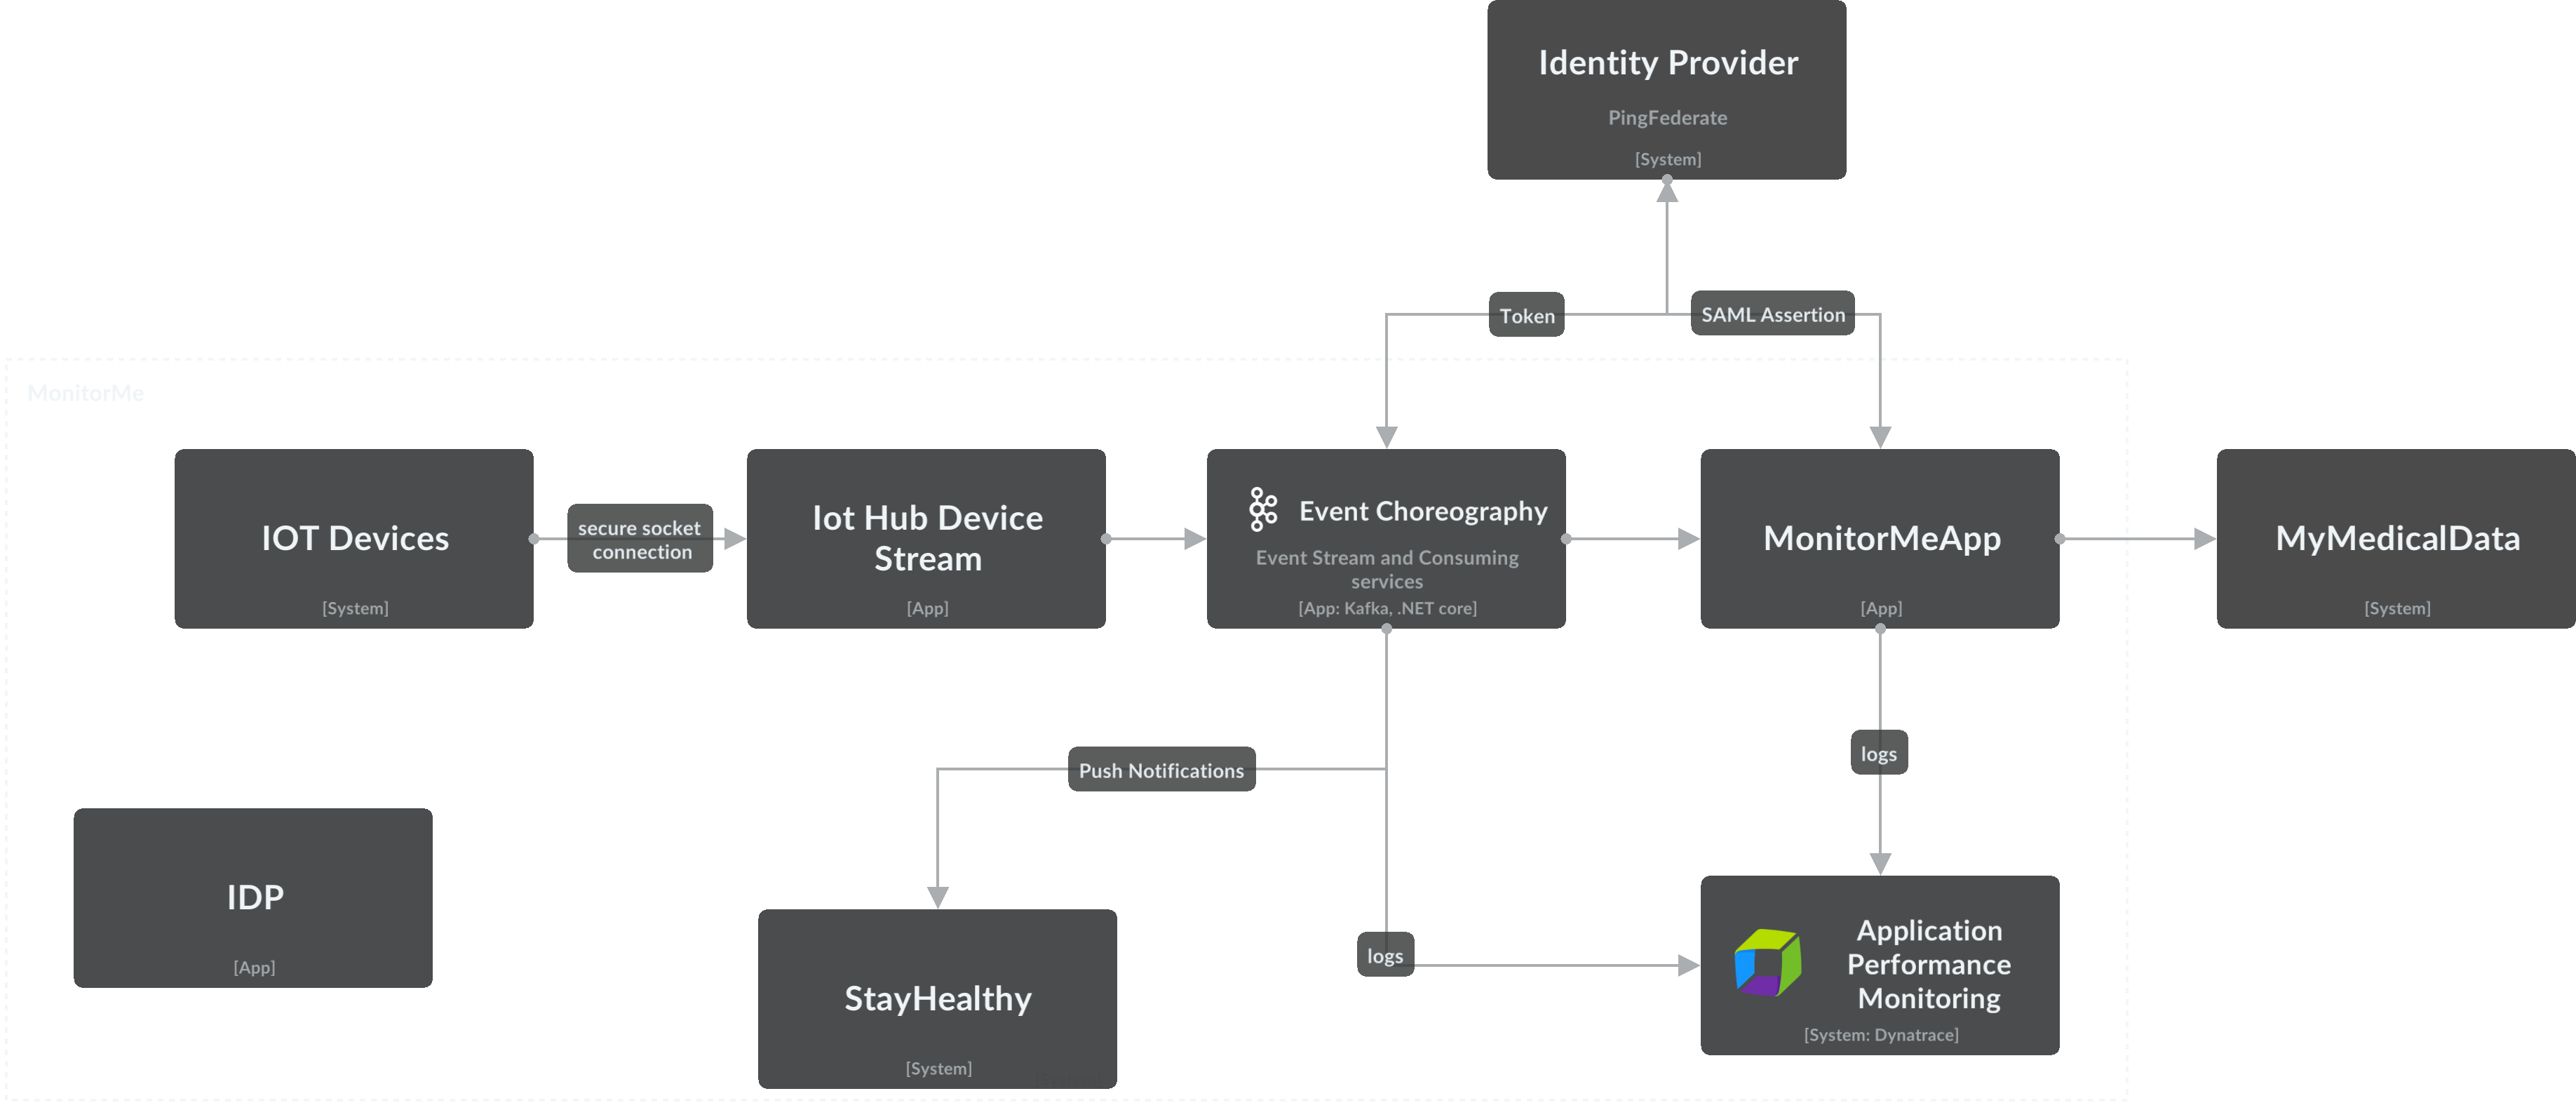 Identity Provider
PingFederate
[System]
Token
SAML Assertion
MonitorMe
IOT Devices
[System]
secure socket
connection
Iot Hub Device
Stream
[App]
Event Choreography
Event Stream and Consuming
services
[App: Kafka, .NET core]
MonitorMeApp
[App]
MyMedicalData
[System]
Push Notifications
logs
IDP
[App]
StayHealthy
[System]
logs
Application
Performance
Monitoring
[System: Dynatrace]